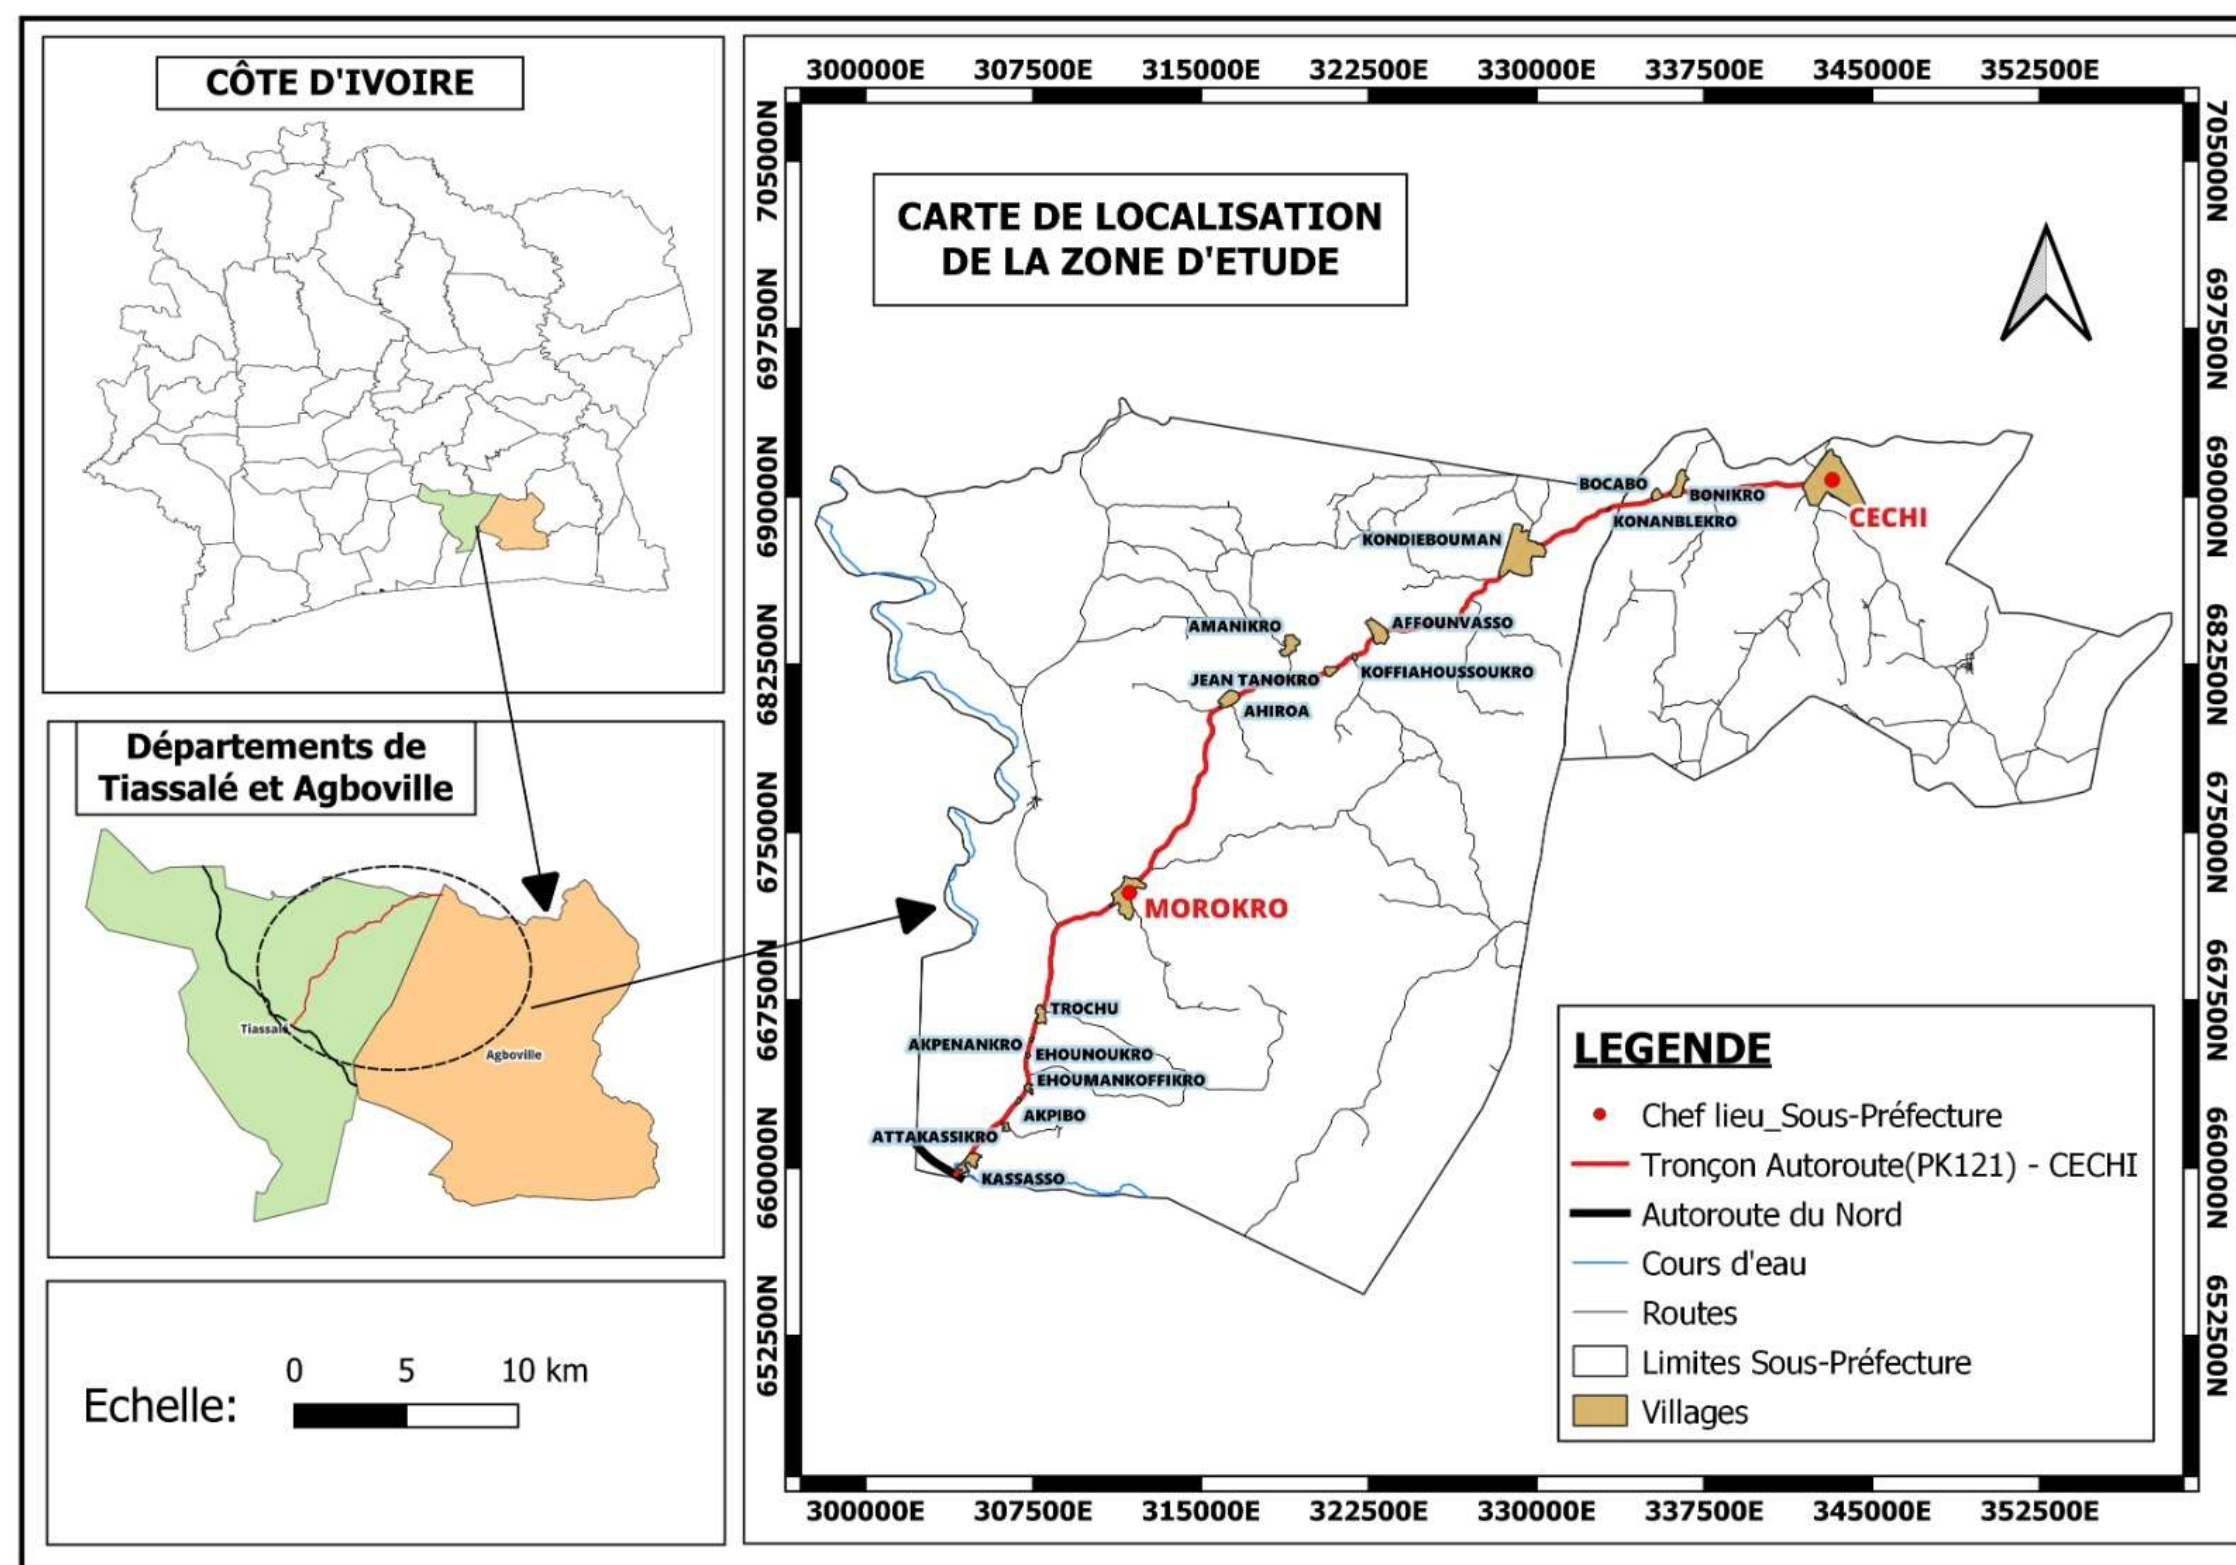 CÔTE D'IVOIRE
Départements de
Tiassalé et Agboville
Tiassalé
Agboville
Echelle:
0 5 10 km
300000E 307500E 315000E 322500E 330000E 337500E 345000E 352500E
705000N
697500N
690000N
682500N
675000N
667500N
660000N
652500N
CARTE DE LOCALISATION
DE LA ZONE D'ETUDE
BOCABO
BONIKRO
CECHI
KONANBLEKRO
KONDIEBOUMAN
AMANIKRO
AFFOUNVASSO
JEAN TANOKRO
KOFFIAHOUSSOUKRO
AHIROA
MOROKRO
TROCHU
AKPENANKRO
EHOUNOUKRO
EHOUMANKOFFIKRO
AKPIBO
ATTAKASSIKRO
KASSASSO
LEGENDE
Chef lieu_Sous-Préfecture
Tronçon Autoroute(PK121) - CECHI
Autoroute du Nord
Cours d'eau
Routes
Limites Sous-Préfecture
Villages
705000N
697500N
690000N
682500N
675000N
667500N
660000N
652500N
300000E 307500E 315000E 322500E 330000E 337500E 345000E 352500E